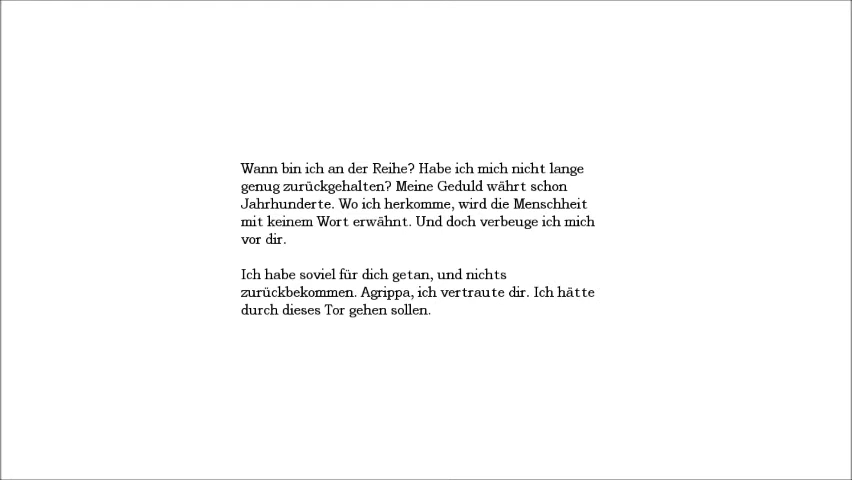 Wann bin ich an der Reihe? Habe ich mich nicht lange
genug zurückgehalten? Meine Geduld währt schon
Jahrhunderte. Wo ich herkomme, wird die Menschheit
mit keinem Wort erwähnt. Und doch verbeuge ich mich
vor dir.
Ich habe soviel für dich getan, und nichts
zurückbekommen. Agrippa, ich vertraute dir. Ich hätte
durch dieses Tor gehen sollen.